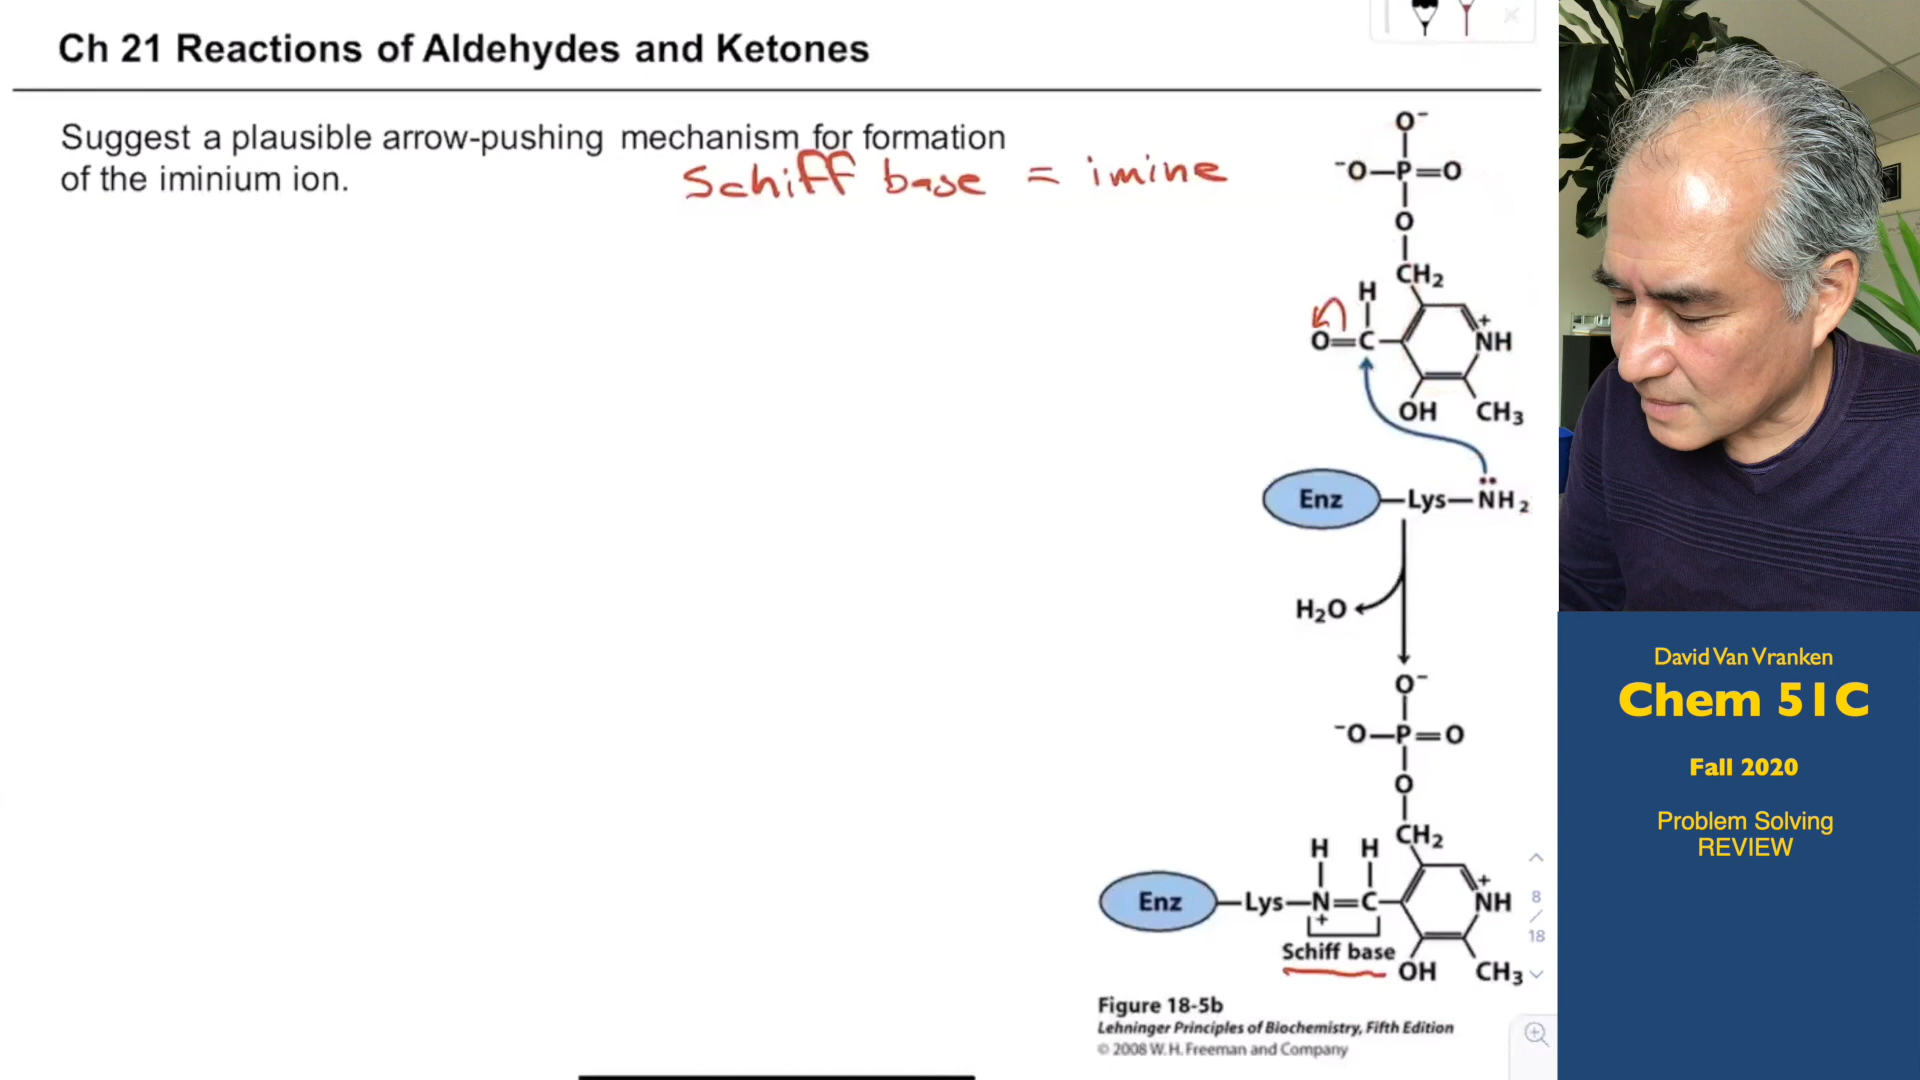 Ch 21 Reactions of Aldehydes and Ketones
Suggest a plausible arrow-pushing mechanism for formation
of the iminium ion.
Schiff base = imine
O⁻
⁻O—P=O
O
CH₂
H
O=C
+
NH
OH CH₃
Enz —Lys—NH₂
H₂O
O⁻
⁻O—P=O
O
CH₂
H H
Enz —Lys—N=C
+
+
NH
Schiff base
OH CH₃
Figure 18-5b
Lehninger Principles of Biochemistry, Fifth Edition
© 2008 W. H. Freeman and Company
8
/
18
David Van Vranken
Chem 51C
Fall 2020
Problem Solving
REVIEW